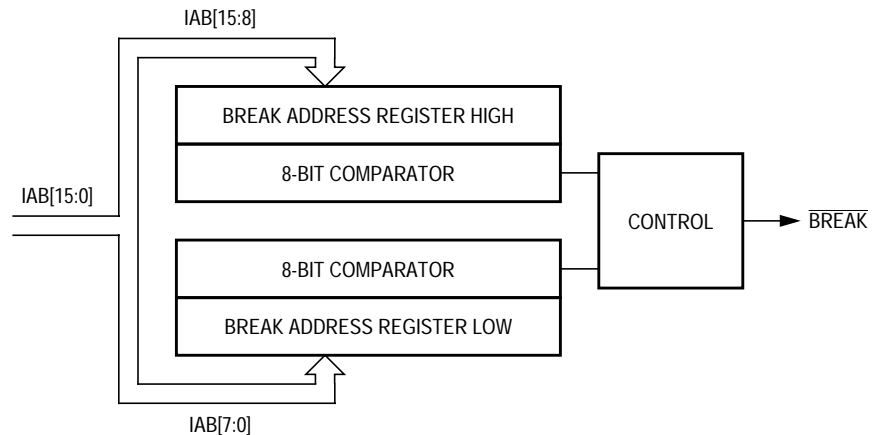 IAB[15:8]
BREAK ADDRESS REGISTER HIGH
8-BIT COMPARATOR
IAB[15:0]
CONTROL
BREAK
8-BIT COMPARATOR
BREAK ADDRESS REGISTER LOW
IAB[7:0]